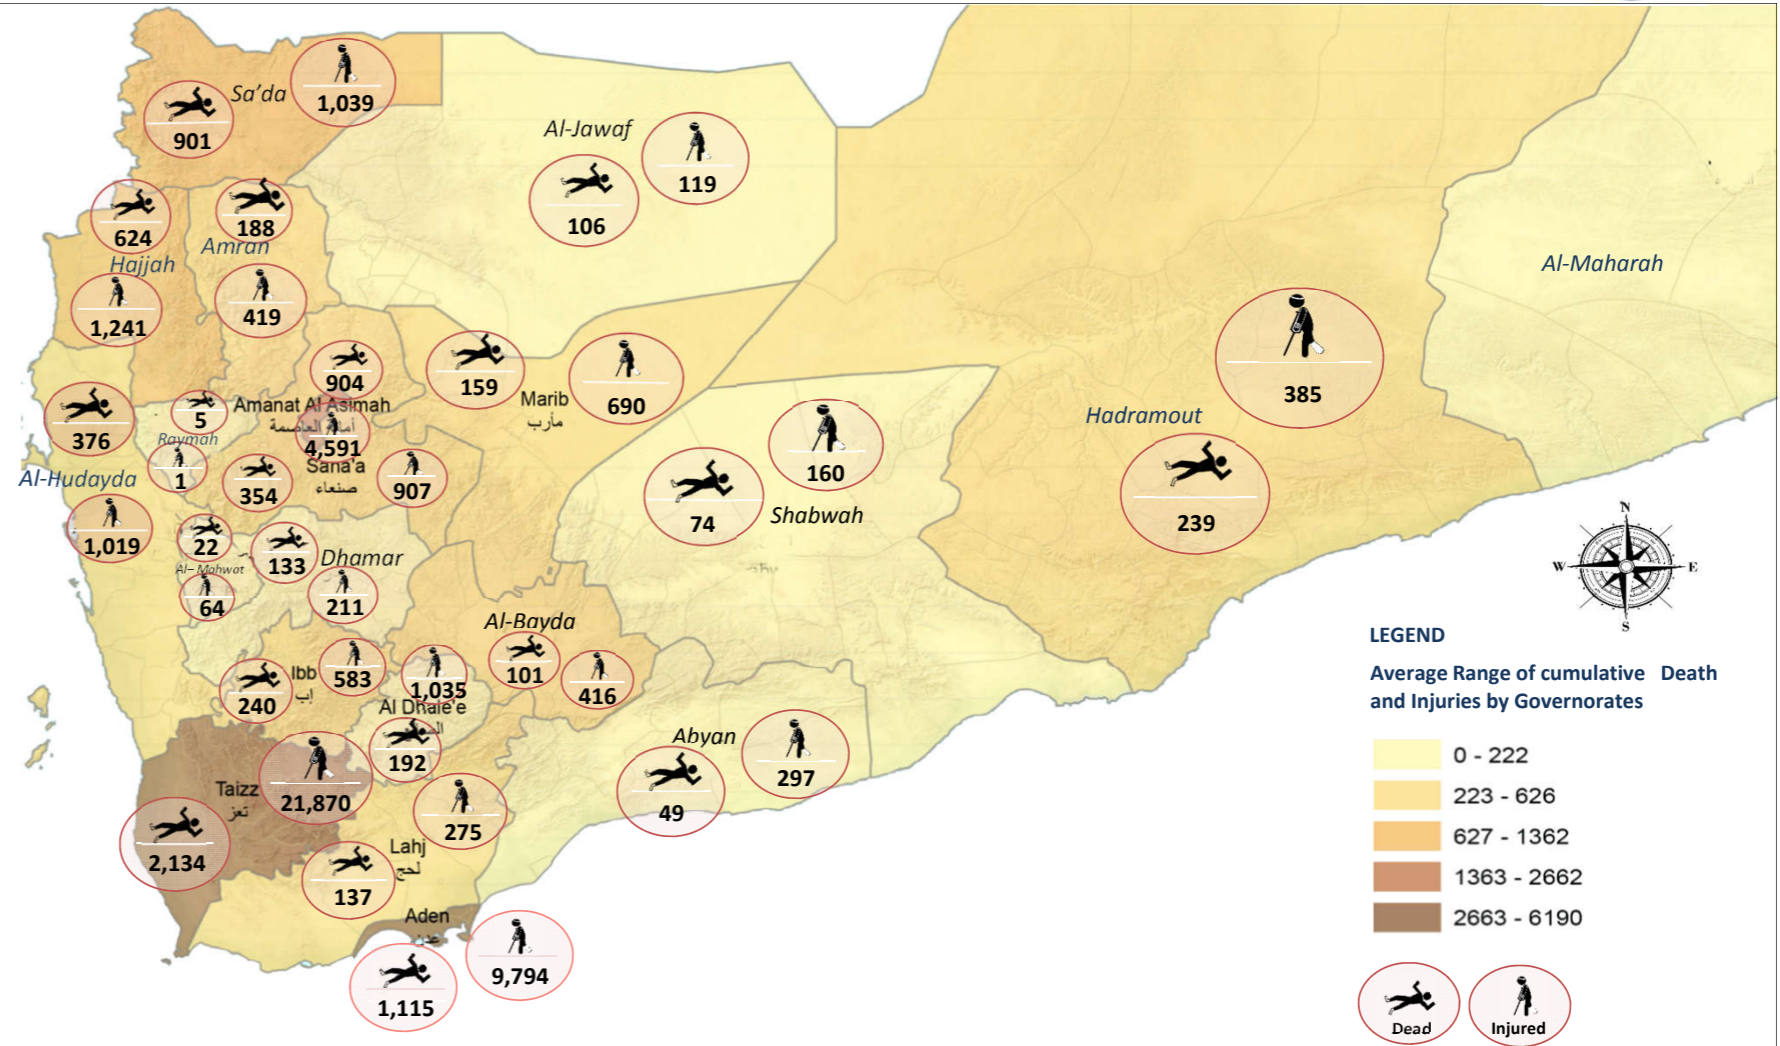 Sa’da
1,039
901
Al-Jawaf
119
106
624
188
Amran
Hajjah
1,241
419
Al-Maharah
385
904
159
690
Marib
مأرب
376
5
Amanat Al Asimah
4,591
Raymah
1
Al-Hudayda
354
Sana'a
صنعاء
907
Hadramout
239
160
74
Shabwah
1,019
22
133
Dhamar
Al–Mahwat
64
211
N
W
E
S
Al-Bayda
101
416
Ibb
إب
583
240
1,035
Al Dhale'e
192
Abyan
297
49
Taizz
تعز
21,870
2,134
275
Lahj
لحج
137
Aden
9,794
1,115
LEGEND
Average Range of cumulative Death
and Injuries by Governorates
0 - 222
223 - 626
627 - 1362
1363 - 2662
2663 - 6190
Dead
Injured